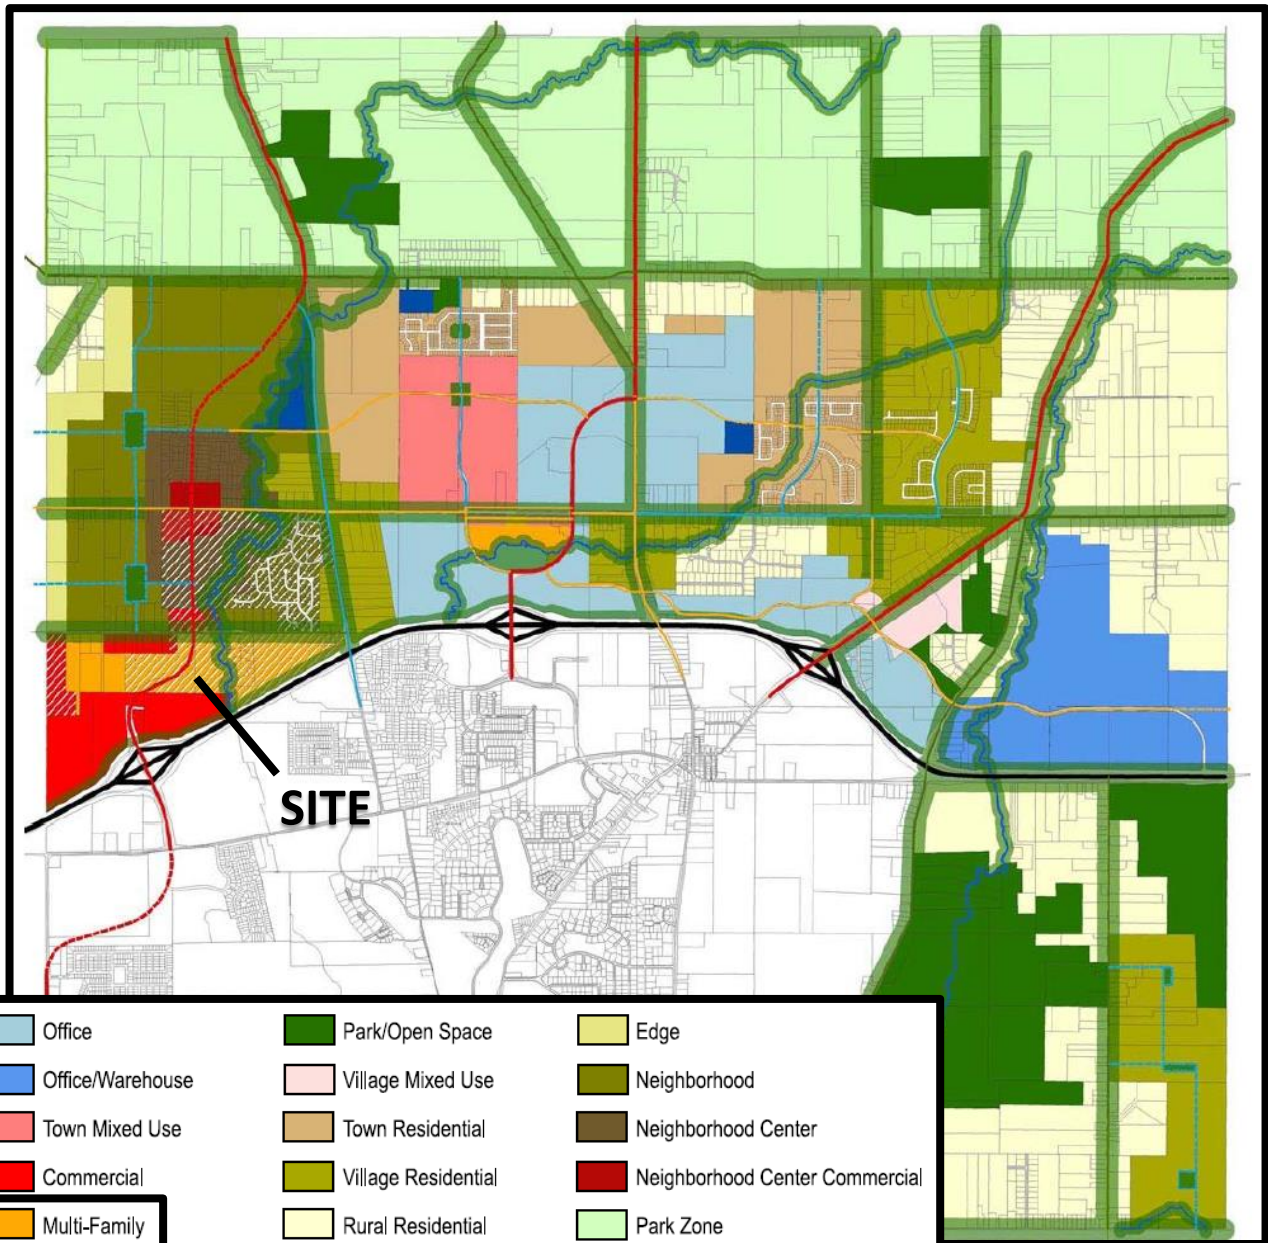 SITE
Office
Park/Open Space
Edge
Office/Warehouse
Village Mixed Use
Neighborhood
Town Mixed Use
Town Residential
Neighborhood Center
Commercial
Village Residential
Neighborhood Center Commercial
Multi-Family
Rural Residential
Park Zone